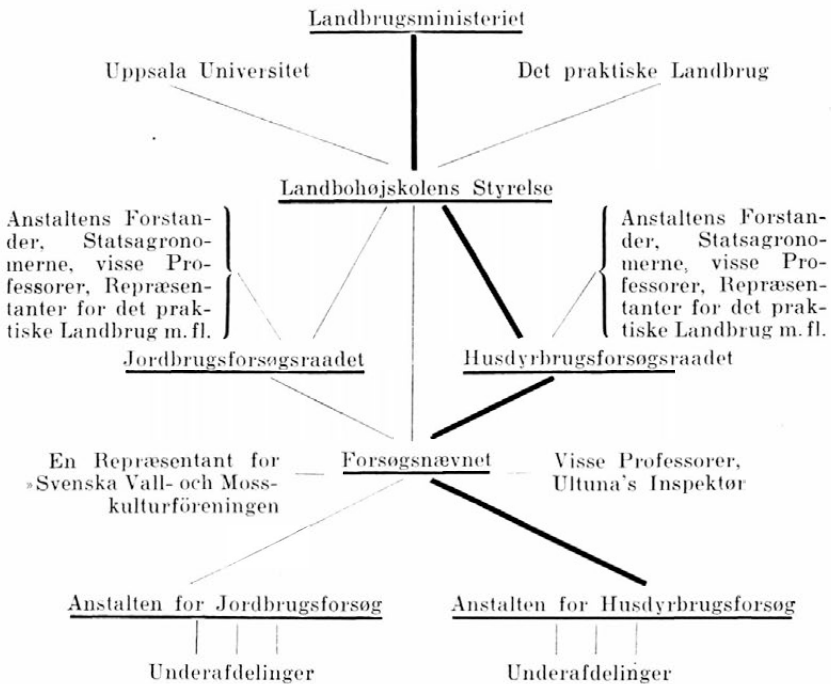 Landbrugsministeriet
Uppsala Universitet
Det praktiske Landbrug
Landbohøjskolens Styrelse
Anstaltens Forstan-
der, Statsagrono-
merne, visse Pro-
fessorer, Repræsen-
tanter for det prak-
tiske Landbrug m. fl.
Anstaltens Forstan-
der, Statsagrono-
merne, visse Pro-
fessorer, Repræsen-
tanter for det prak-
tiske Landbrug m. fl.
Jordbrugsforsøgsraadet
Husdyrbrugsforsøgsraadet
En Repræsentant for
»Svenska Vall- och Moss-
kulturföreningen
Forsøgsnævnet
Visse Professorer,
Ultuna's Inspektør
Anstalten for Jordbrugsforsøg
Anstalten for Husdyrbrugsforsøg
Underafdelinger
Underafdelinger